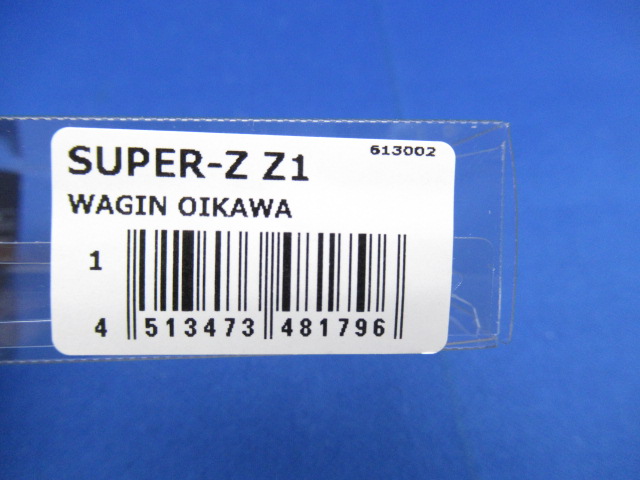 SUPER-Z Z1
613002
WAGIN OIKAWA
1
4 513473 481796